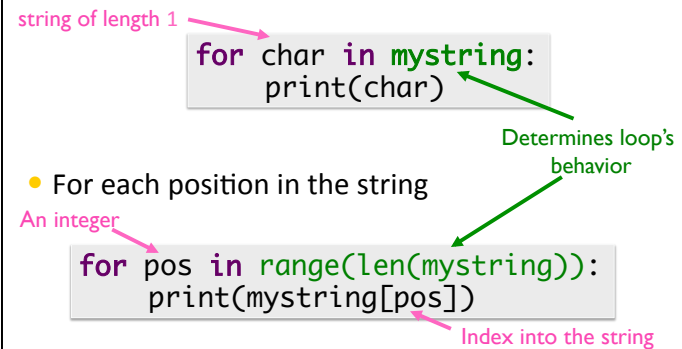 string of length 1
for char in mystring:
print(char)
Determines loop's
behavior
• For each position in the string
An integer
for pos in range(len(mystring)):
print(mystring[pos])
Index into the string